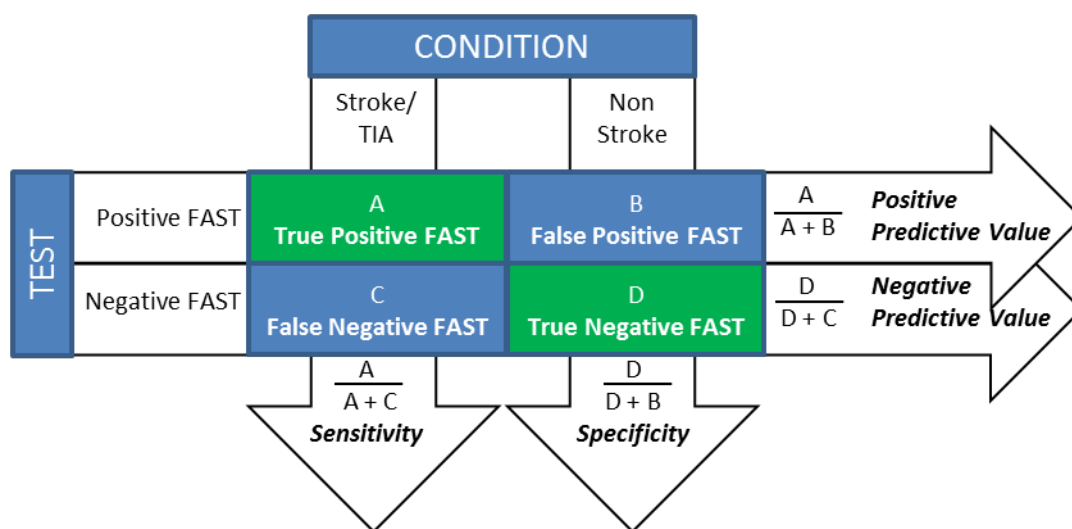 CONDITION
Stroke/
TIA
Non
Stroke
TEST
Positive FAST
A
True Positive FAST
B
False Positive FAST
A
A + B
Positive
Predictive Value
Negative FAST
C
False Negative FAST
D
True Negative FAST
D
D + C
Negative
Predictive Value
A
A + C
Sensitivity
D
D + B
Specificity